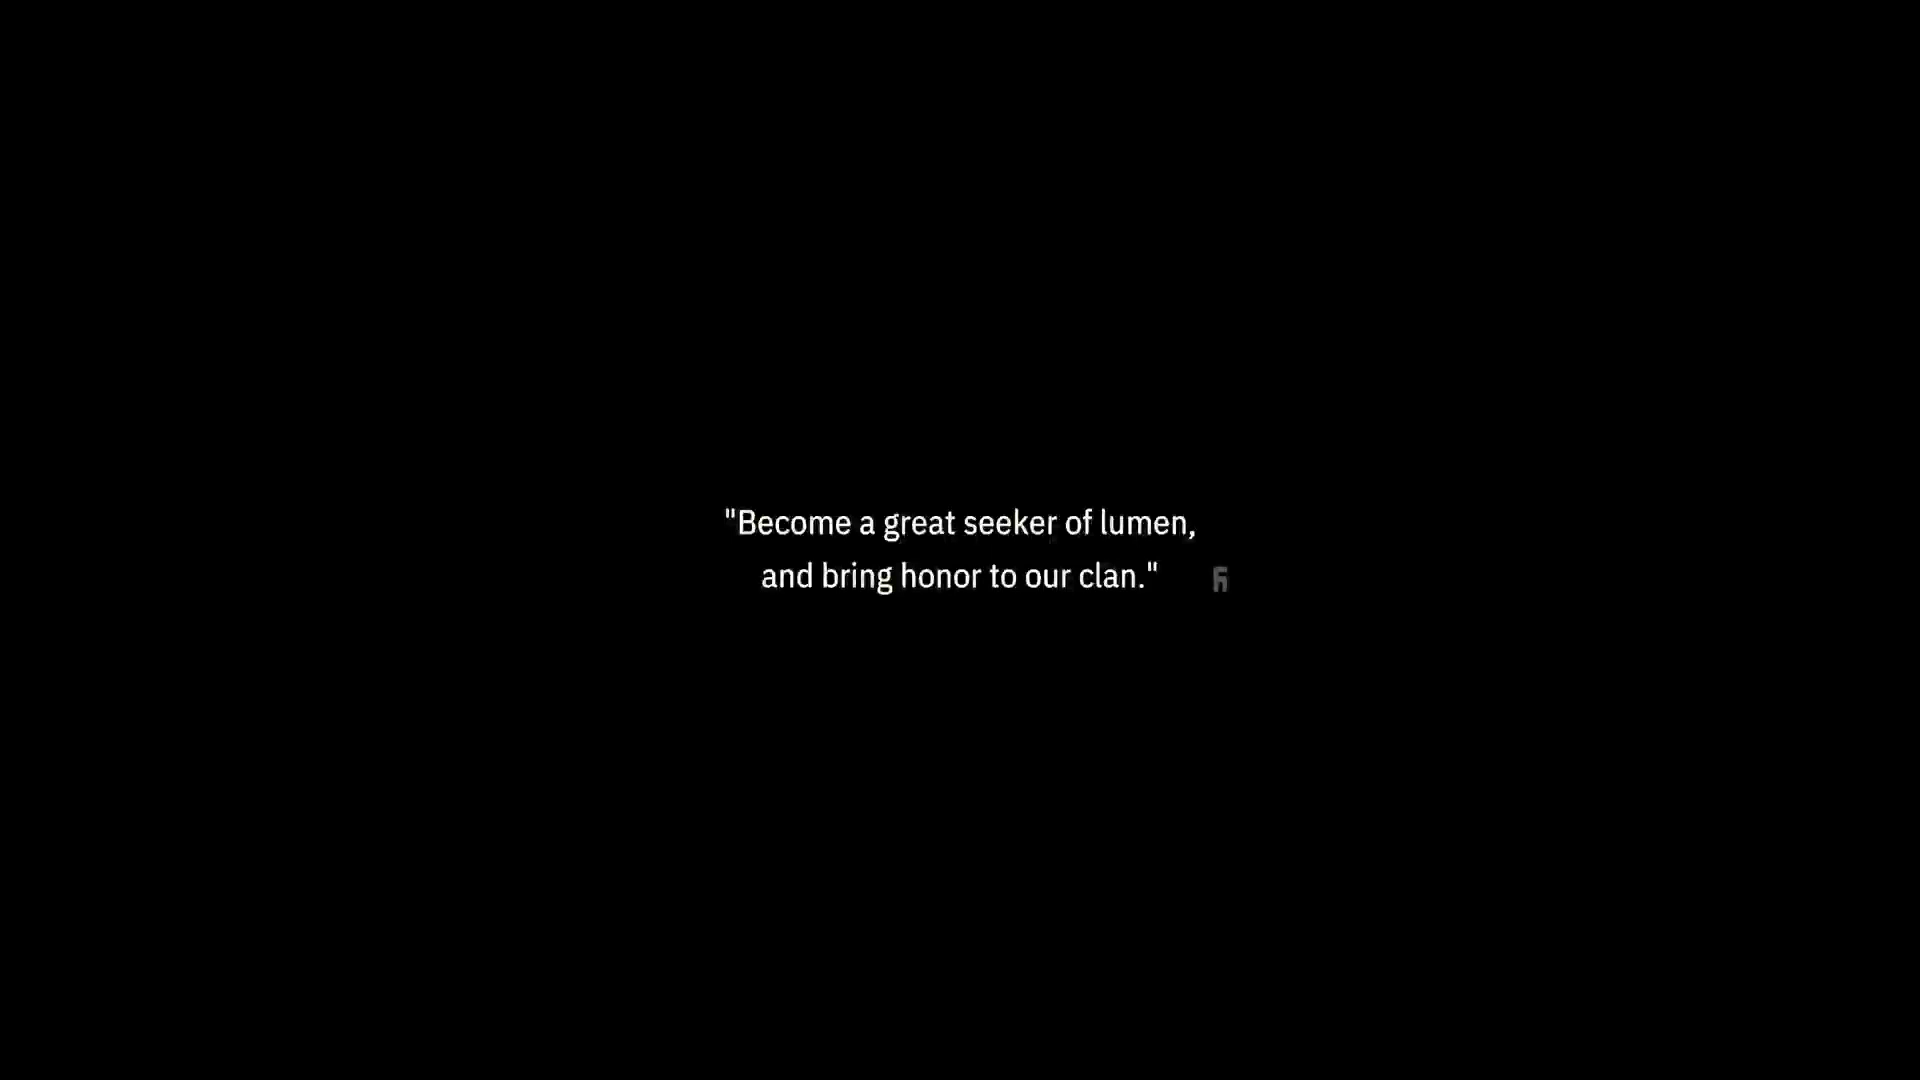 "Become a great seeker of lumen,
and bring honor to our clan."